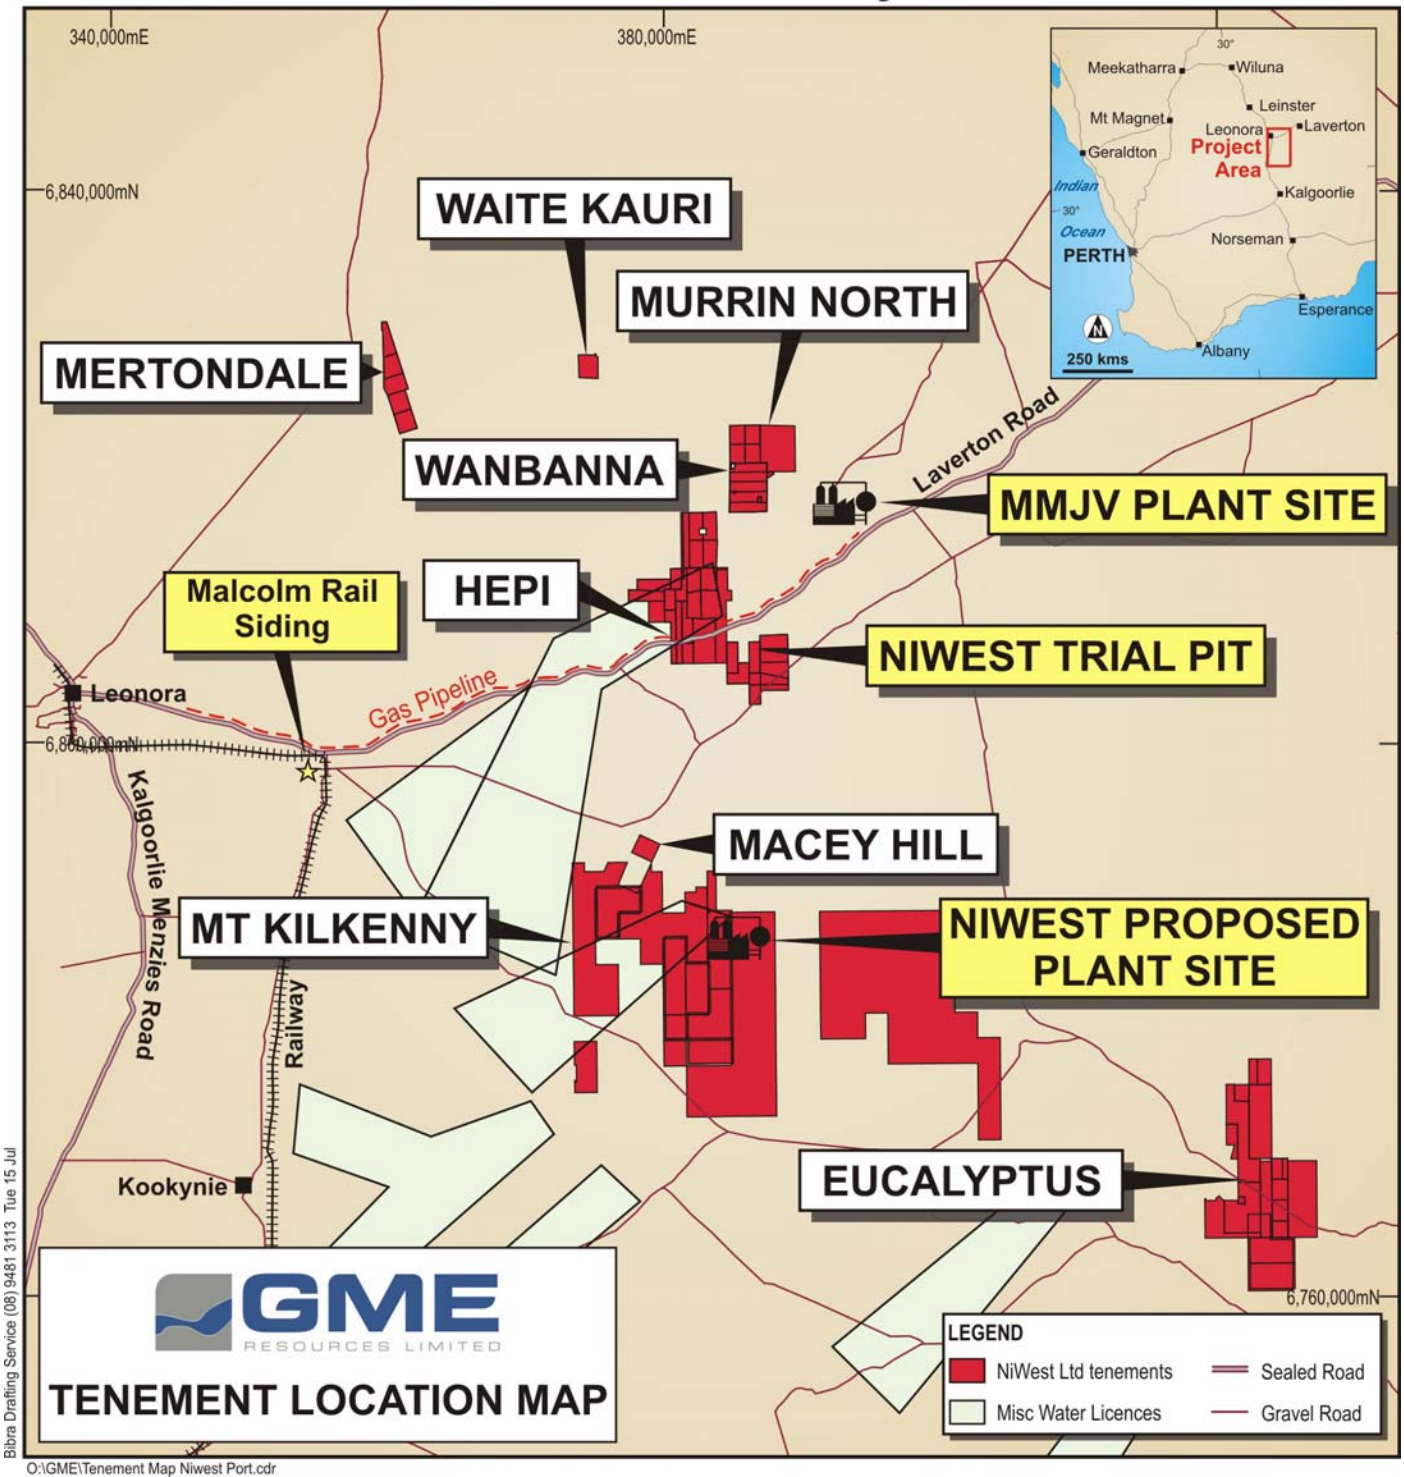 340,000mE
380,000mE
30°
Meekatharra
Wiluna
Leinster
Mt Magnet
Leonora
Laverton
Project
Area
Geraldton
Indian
30°
Ocean
Kalgoorlie
Norseman
PERTH
Esperance
N
Albany
250 kms
6,840,000mN
WAITE KAURI
MURRIN NORTH
MERTONDALE
Laverton Road
WANBANNA
MMJV PLANT SITE
HEPI
Malcolm Rail
Siding
NIWEST TRIAL PIT
Leonora
Gas Pipeline
6,800,000mN
Kalgoorlie Menzies Road
MACEY HILL
MT KILKENNY
NIWEST PROPOSED
PLANT SITE
Railway
EUCALYPTUS
Kookynie
6,760,000mN
GME
RESOURCES LIMITED
TENEMENT LOCATION MAP
LEGEND
NiWest Ltd tenements
Sealed Road
Misc Water Licences
Gravel Road
Bibra Drafting Service (08) 9481 3113 Tue 15 Jul
O:\GME\Tenement Map Niwest Port.cdr